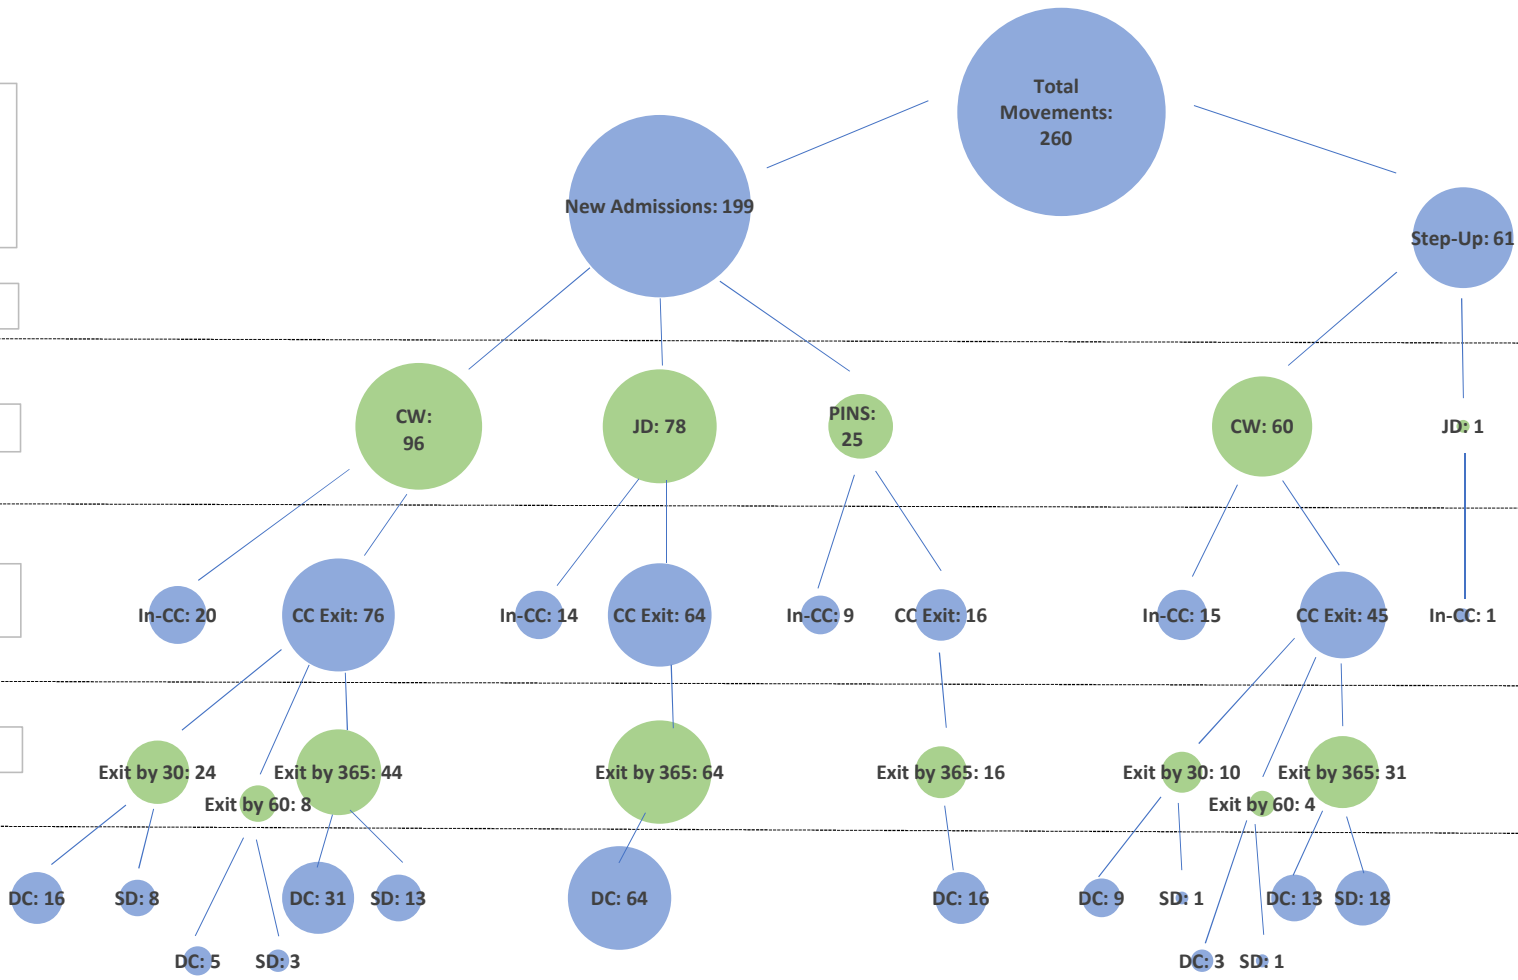 Total
Movements:
260
New Admissions: 199
Step-Up: 61
CW:
96
JD: 78
PINS:
25
CW: 60
JD: 1
In-CC: 20
CC Exit: 76
In-CC: 14
CC Exit: 64
In-CC: 9
CC Exit: 16
In-CC: 15
CC Exit: 45
In-CC: 1
Exit by 30: 24
Exit by 60: 8
Exit by 365: 44
Exit by 365: 64
Exit by 365: 16
Exit by 30: 10
Exit by 60: 4
Exit by 365: 31
DC: 16
SD: 8
DC: 31
SD: 13
DC: 64
DC: 16
DC: 9
SD: 1
DC: 13
SD: 18
DC: 5
SD: 3
DC: 3
SD: 1